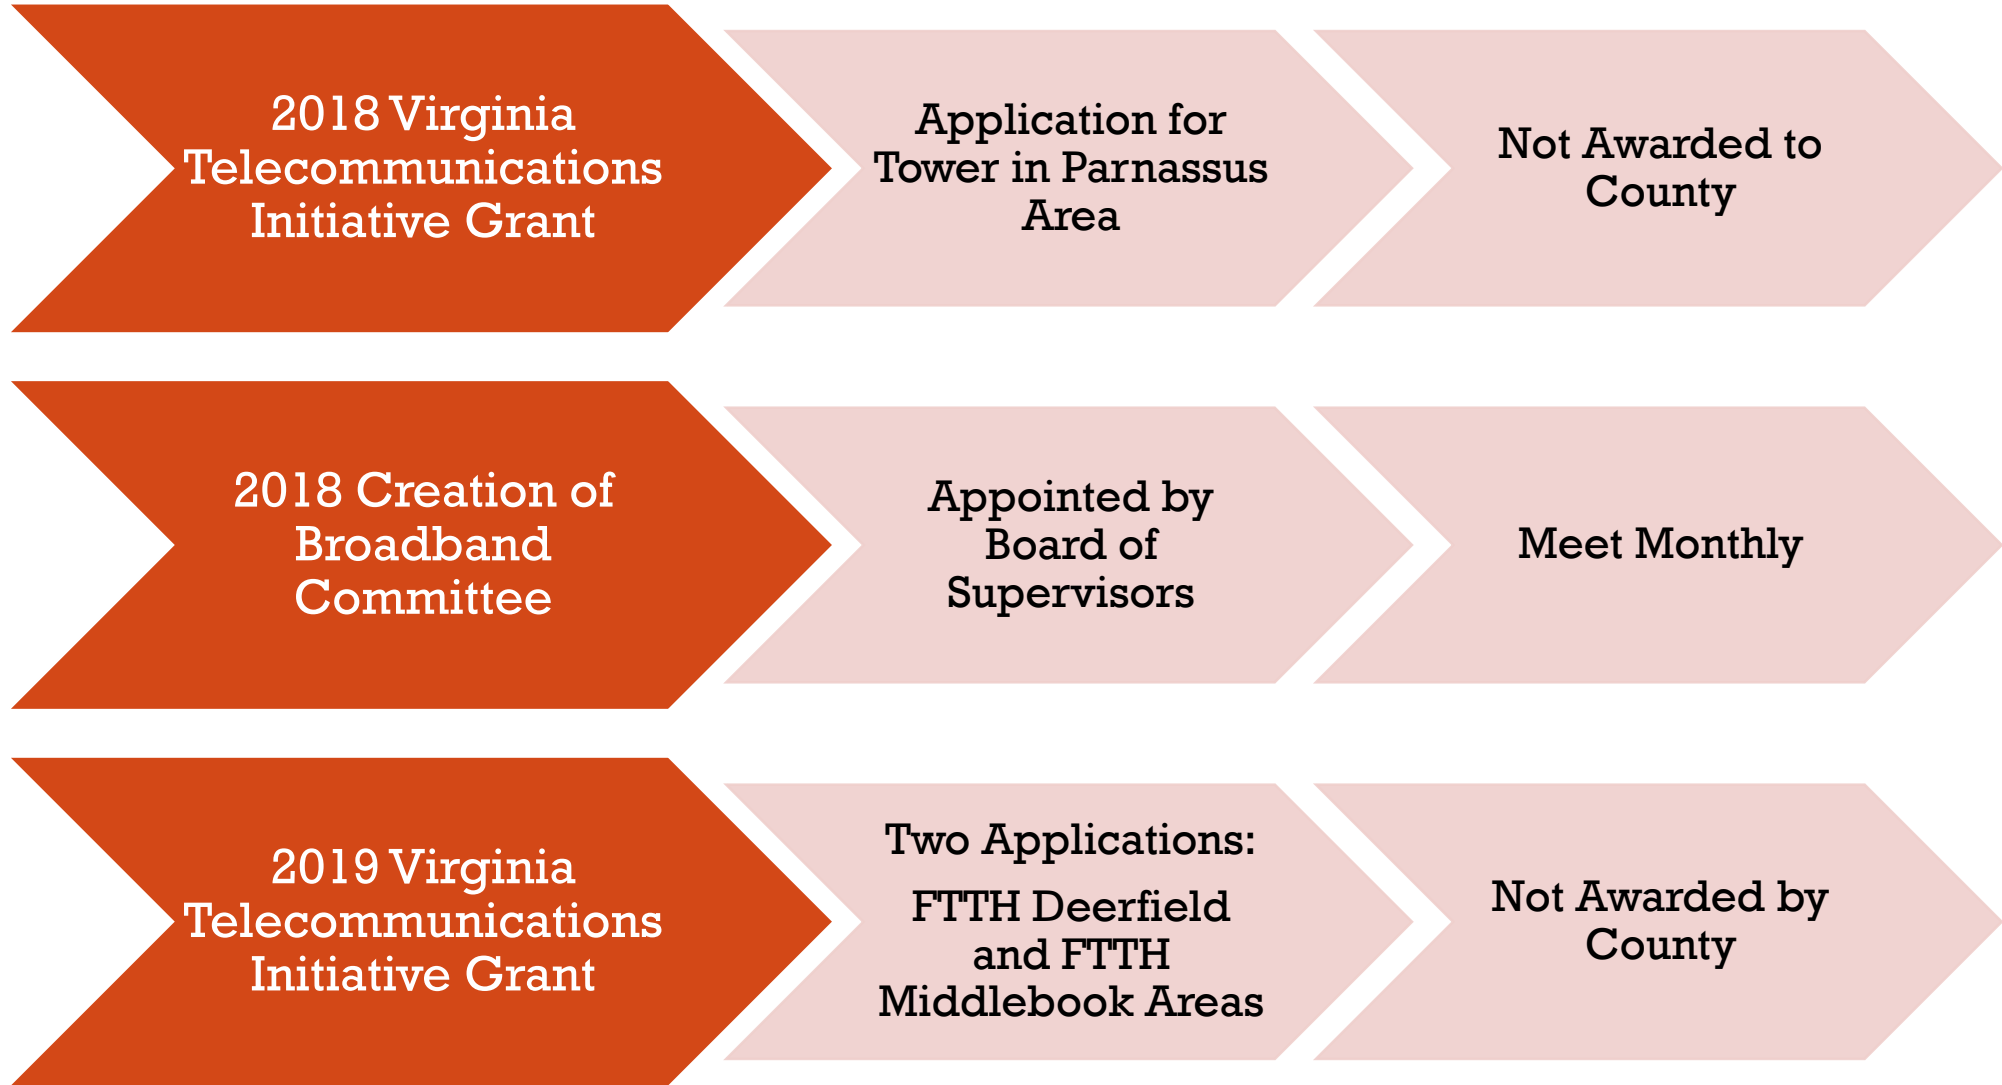 2018 Virginia
Telecommunications
Initiative Grant
Application for
Tower in Parnassus
Area
Not Awarded to
County
2018 Creation of
Broadband
Committee
Appointed by
Board of
Supervisors
Meet Monthly
2019 Virginia
Telecommunications
Initiative Grant
Two Applications:
FTTH Deerfield
and FTTH
Middlebook Areas
Not Awarded by
County